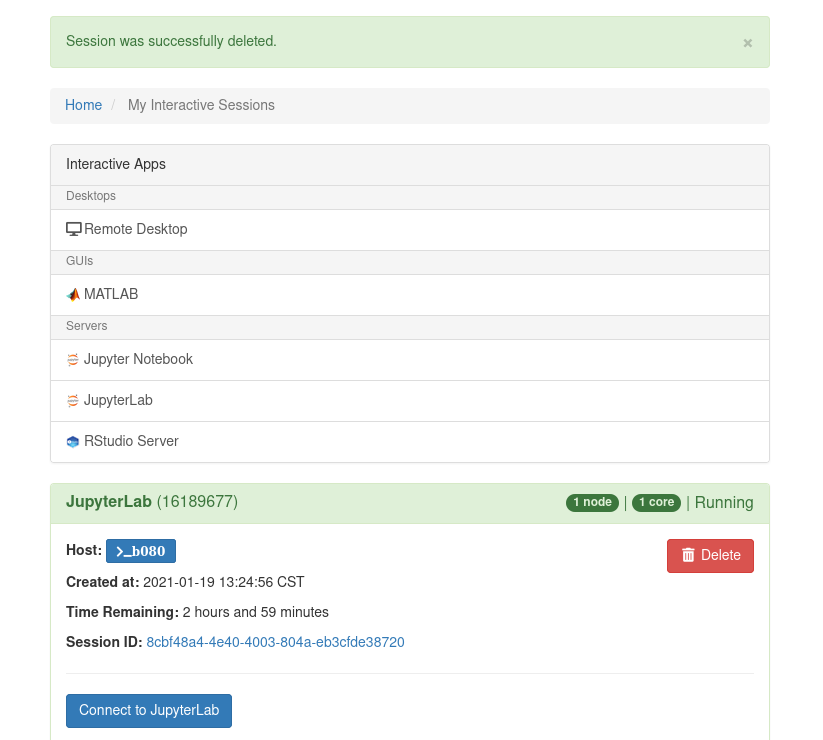 Session was successfully deleted. ×
Home / My Interactive Sessions
Interactive Apps
Desktops
Remote Desktop
GUIs
MATLAB
Servers
Jupyter Notebook
JupyterLab
RStudio Server
JupyterLab (16189677) 1 node | 1 core | Running
Host: >_b080 Delete
Created at: 2021-01-19 13:24:56 CST
Time Remaining: 2 hours and 59 minutes
Session ID: 8cbf48a4-4e40-4003-804a-eb3cfde38720
Connect to JupyterLab